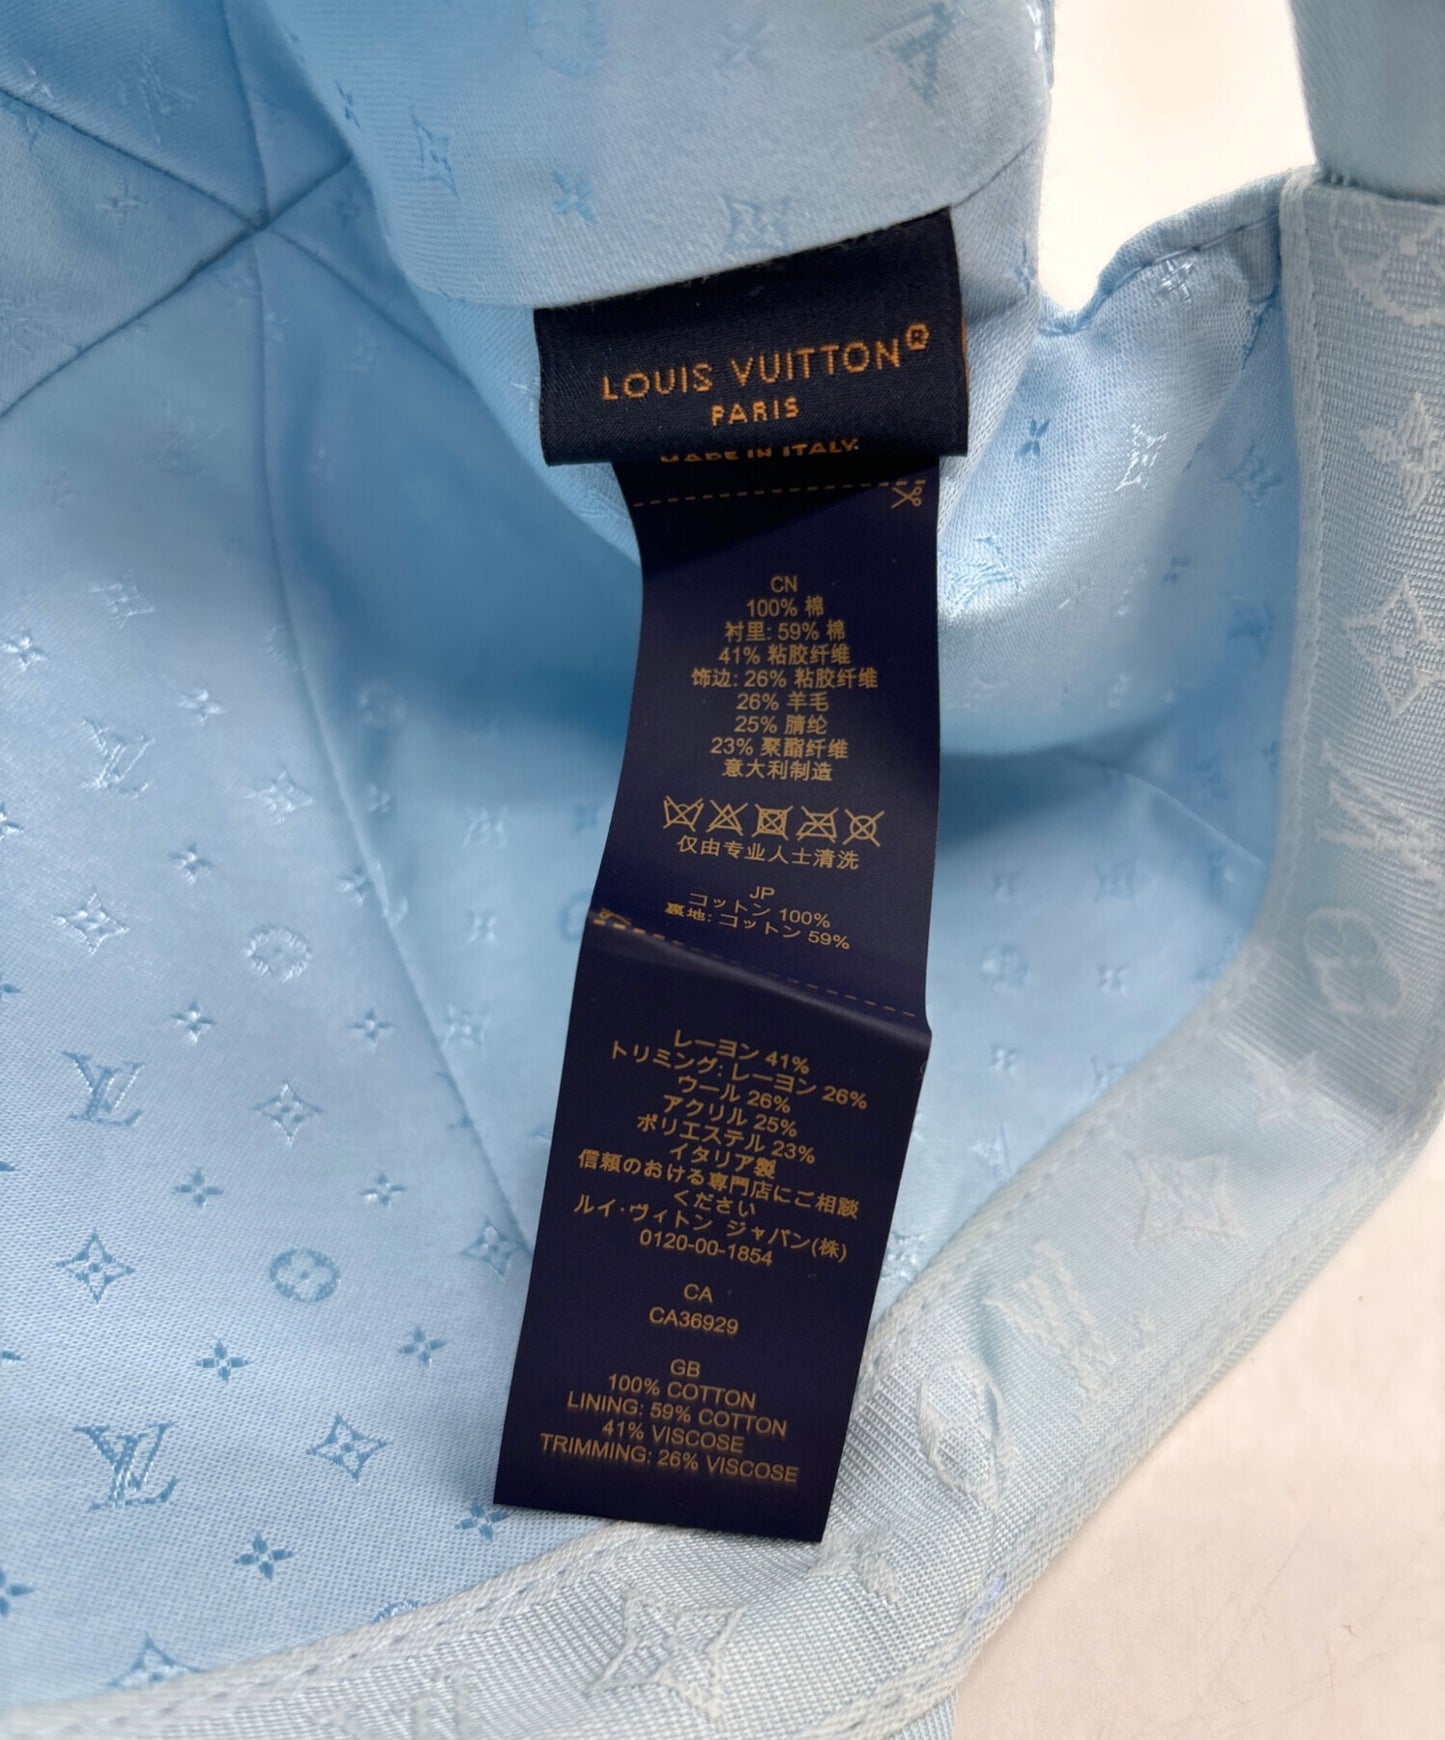 LOUIS VUITTON®
PARIS
MADE IN ITALY
CN
100% 棉
衬里: 59% 棉
41% 粘胶纤维
饰边: 26% 粘胶纤维
26% 羊毛
25% 腈纶
23% 聚酯纤维
意大利制造
仅由专业人士清洗
JP
コットン 100%
裏地: コットン 59%
レーヨン 41%
トリミング: レーヨン 26%
ウール 26%
アクリル 25%
ポリエステル 23%
イタリア製
信頼のおける専門店にご相談
ください
ルイ·ヴィトン ジャパン(株)
0120-00-1854
CA
CA36929
GB
100% COTTON
LINING: 59% COTTON
41% VISCOSE
TRIMMING: 26% VISCOSE